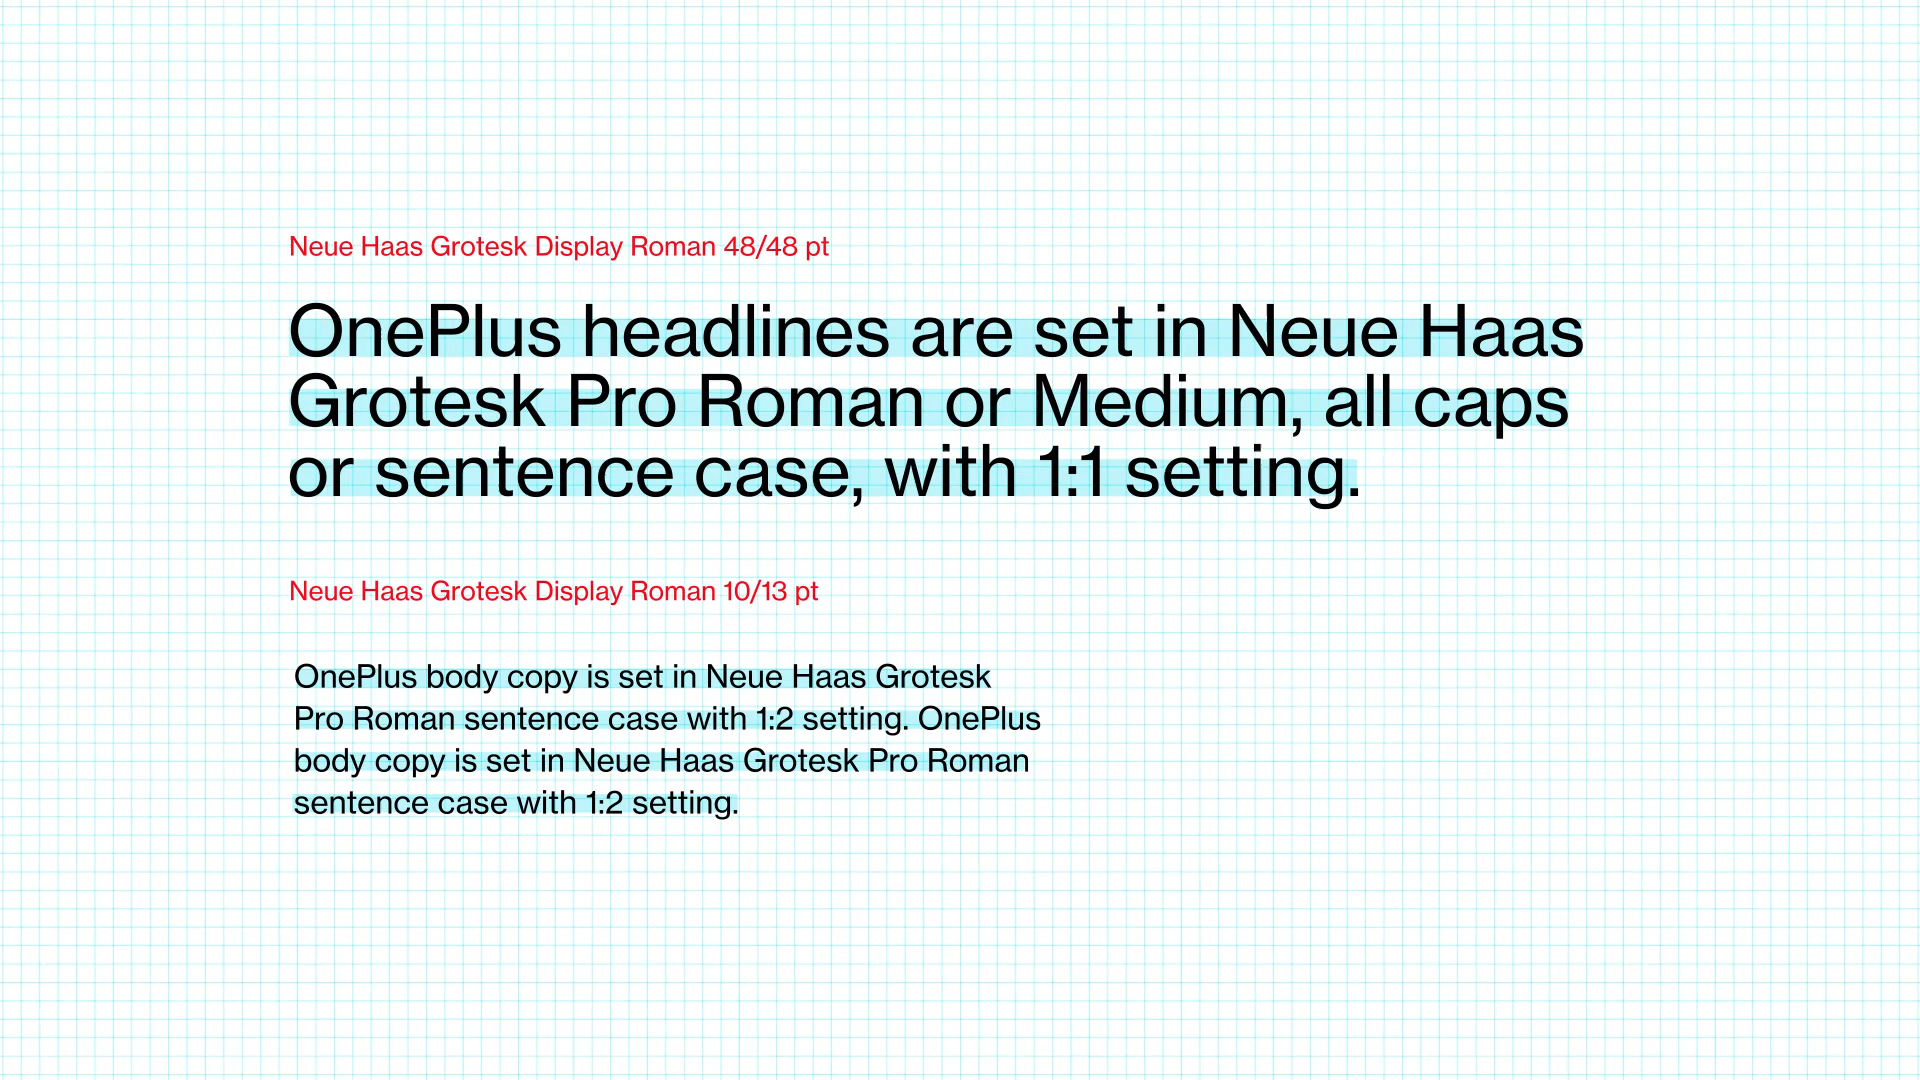 Neue Haas Grotesk Display Roman 48/48 pt
OnePlus headlines are set in Neue Haas
Grotesk Pro Roman or Medium, all caps
or sentence case, with 1:1 setting.
Neue Haas Grotesk Display Roman 10/13 pt
OnePlus body copy is set in Neue Haas Grotesk
Pro Roman sentence case with 1:2 setting. OnePlus
body copy is set in Neue Haas Grotesk Pro Roman
sentence case with 1:2 setting.